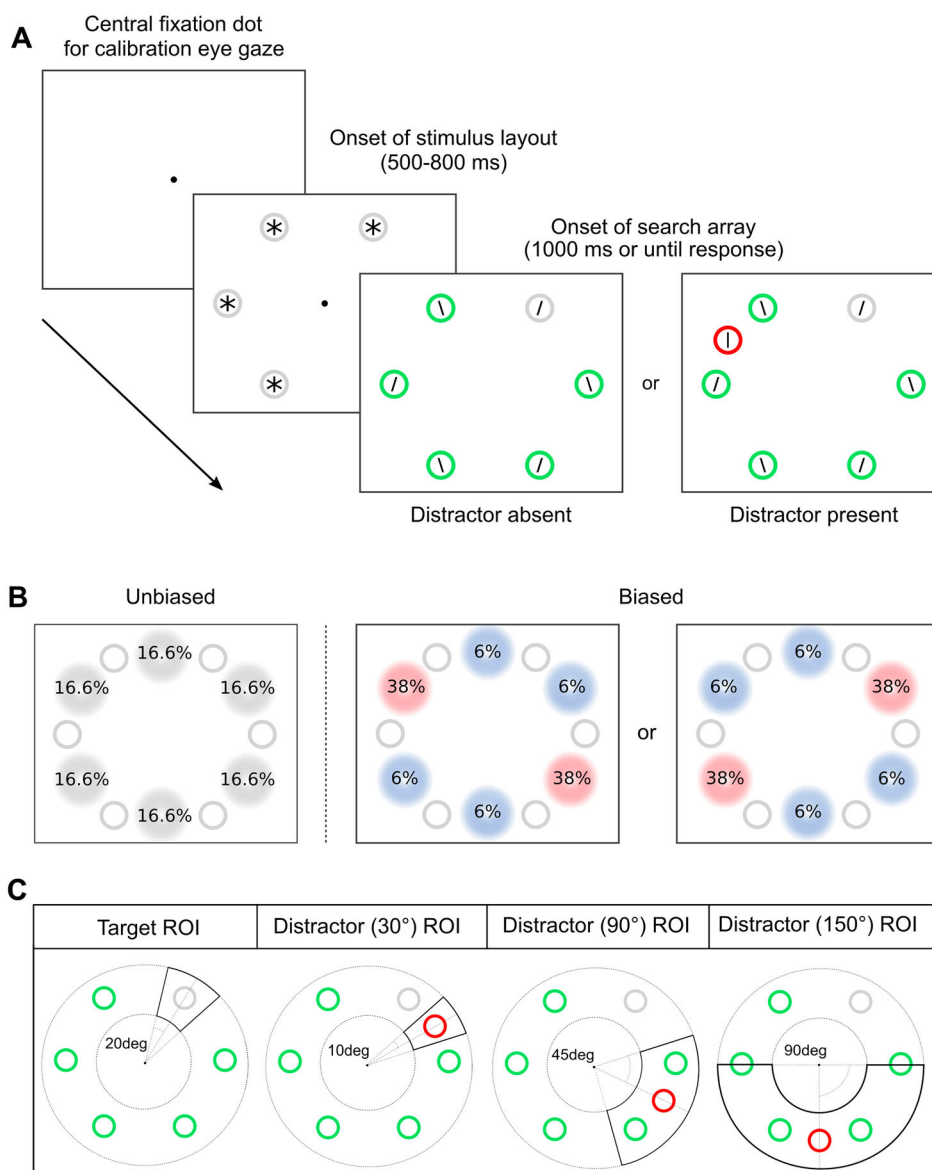 A
Central fixation dot
for calibration eye gaze
Onset of stimulus layout
(500-800 ms)
Onset of search array
(1000 ms or until response)
or
Distractor absent
Distractor present
B
Unbiased
Biased
16.6%
16.6%
16.6%
16.6%
16.6%
16.6%
6%
38%
6%
6%
38%
6%
or
6%
6%
38%
38%
6%
6%
C
Target ROI
Distractor (30°) ROI
Distractor (90°) ROI
Distractor (150°) ROI
20deg
10deg
45deg
90deg